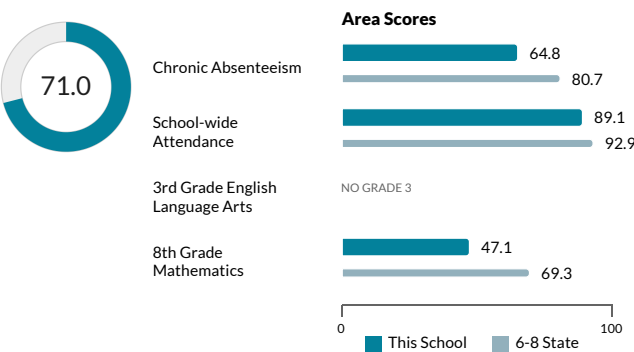 Area Scores
71.0
Chronic Absenteeism
64.8
80.7
School-wide
Attendance
89.1
92.9
3rd Grade English
Language Arts
NO GRADE 3
8th Grade
Mathematics
47.1
69.3
0
100
This School
6-8 State